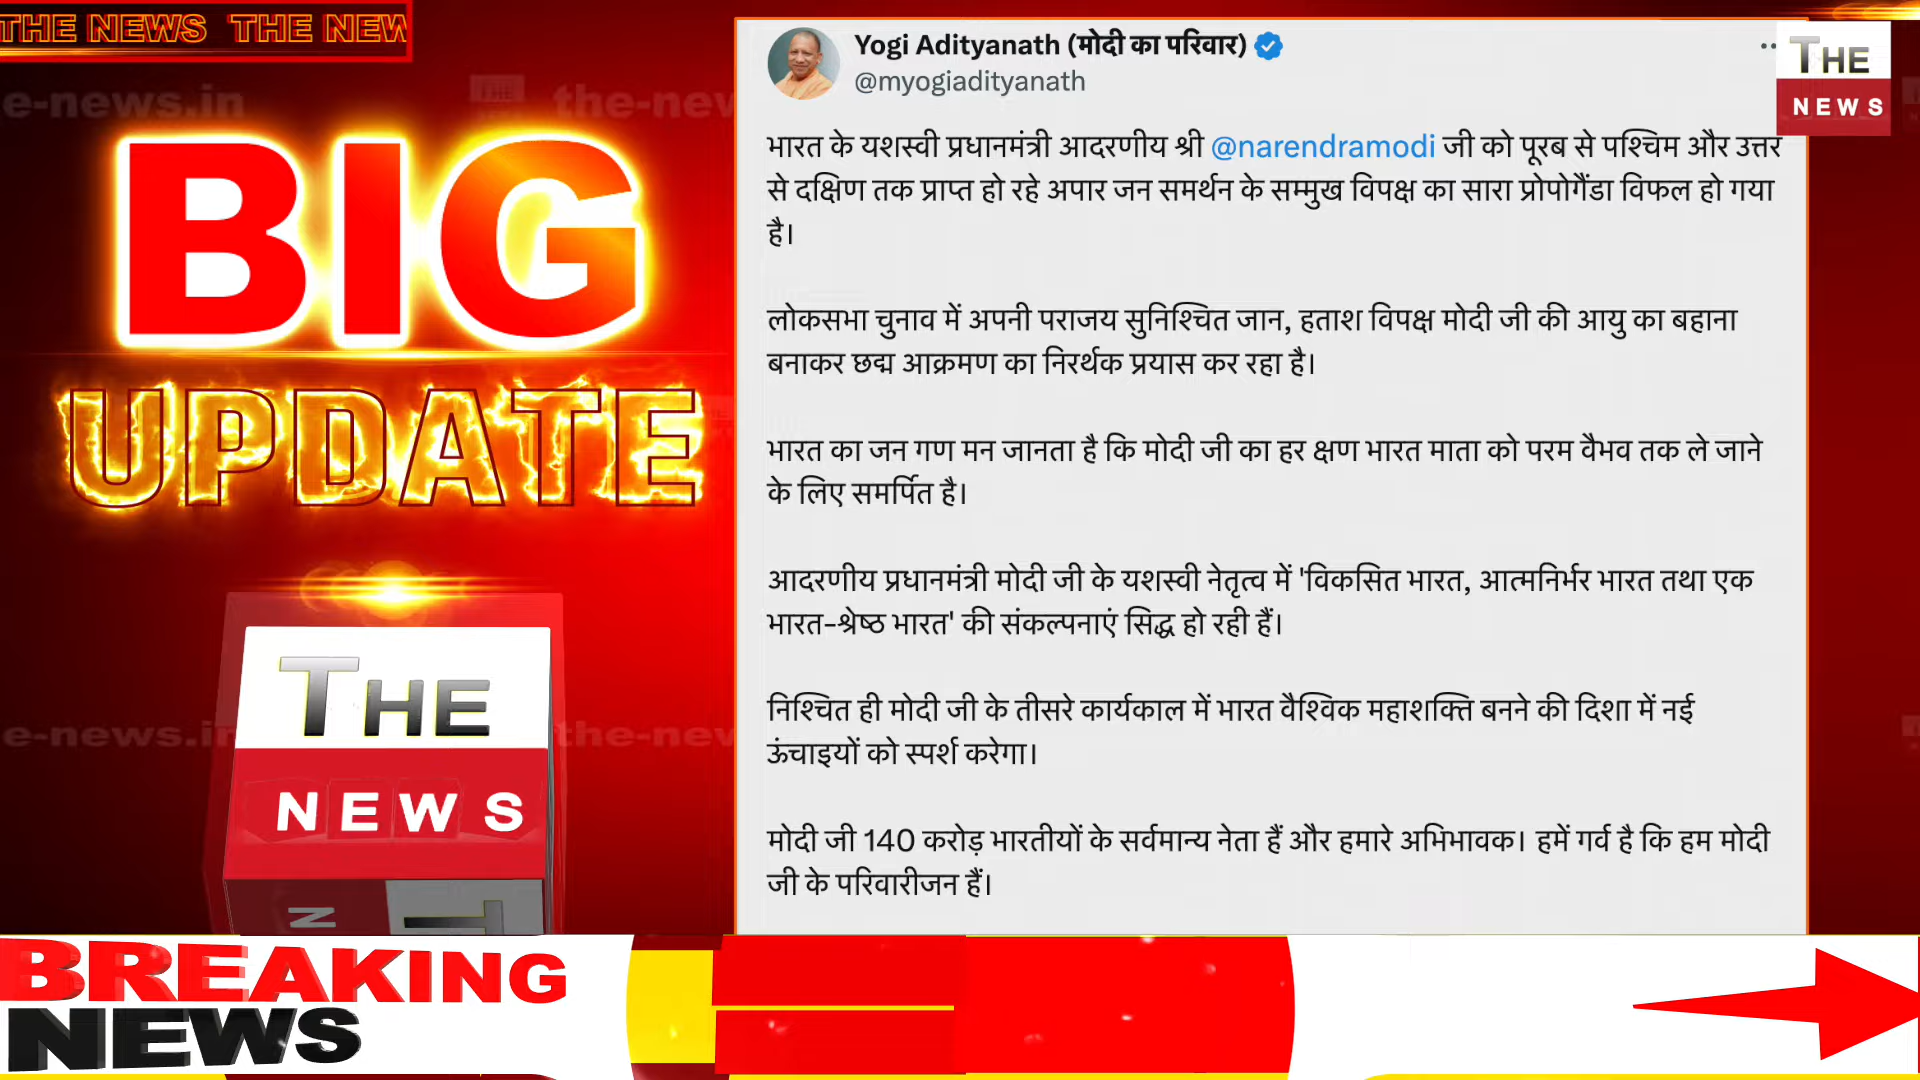 THE NEWS THE NEW
e-news.in
the-nev
BIG
UPDATE
THE
NEWS
e-news.in
the-nev
BREAKING
NEWS
Yogi Adityanath (मोदी का परिवार)
@myogiadityanath
THE
NEWS
भारत के यशस्वी प्रधानमंत्री आदरणीय श्री @narendramodi जी को पूरब से पश्चिम और उत्तर
से दक्षिण तक प्राप्त हो रहे अपार जन समर्थन के सम्मुख विपक्ष का सारा प्रोपोगैंडा विफल हो गया
है।
लोकसभा चुनाव में अपनी पराजय सुनिश्चित जान, हताश विपक्ष मोदी जी की आयु का बहाना
बनाकर छद्म आक्रमण का निरर्थक प्रयास कर रहा है।
भारत का जन गण मन जानता है कि मोदी जी का हर क्षण भारत माता को परम वैभव तक ले जाने
के लिए समर्पित है।
आदरणीय प्रधानमंत्री मोदी जी के यशस्वी नेतृत्व में 'विकसित भारत, आत्मनिर्भर भारत तथा एक
भारत-श्रेष्ठ भारत' की संकल्पनाएं सिद्ध हो रही हैं।
निश्चित ही मोदी जी के तीसरे कार्यकाल में भारत वैश्विक महाशक्ति बनने की दिशा में नई
ऊंचाइयों को स्पर्श करेगा।
मोदी जी 140 करोड़ भारतीयों के सर्वमान्य नेता हैं और हमारे अभिभावक। हमें गर्व है कि हम मोदी
जी के परिवारीजन हैं।